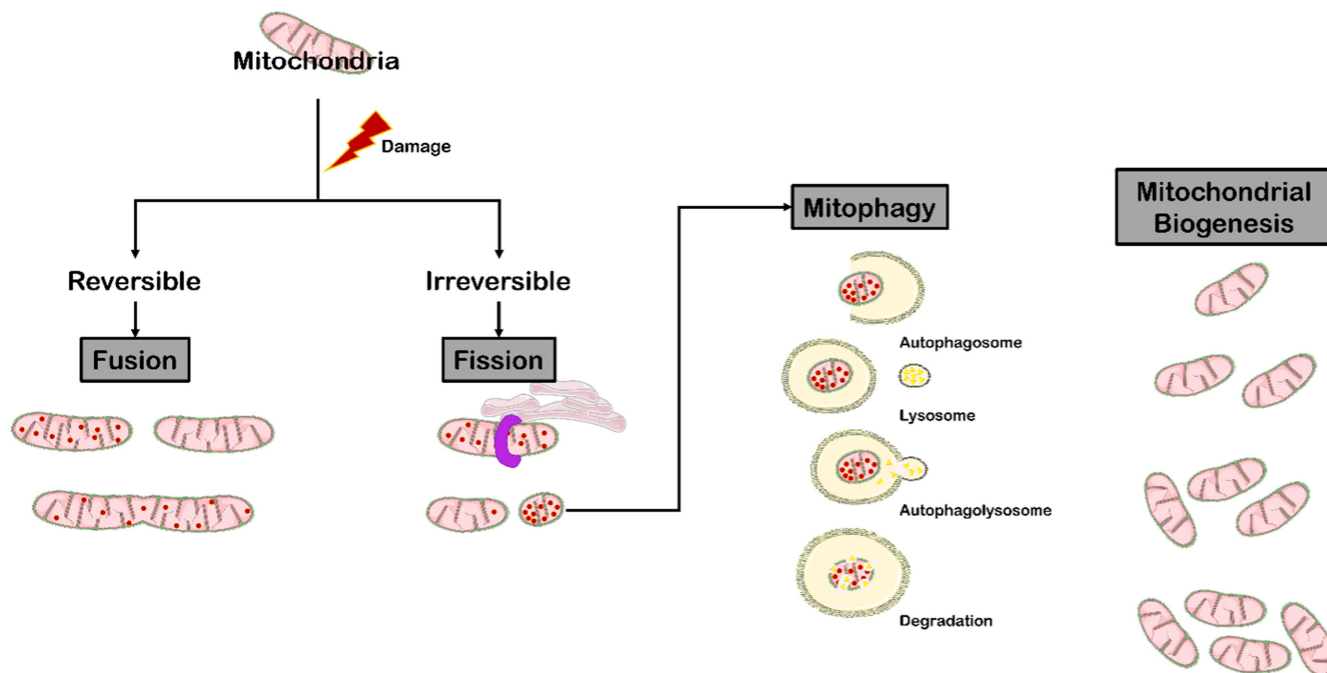 Mitochondria
Damage
Reversible
Irreversible
Fusion
Fission
Mitophagy
Autophagosome
Lysosome
Autophagolysosome
Degradation
Mitochondrial
Biogenesis